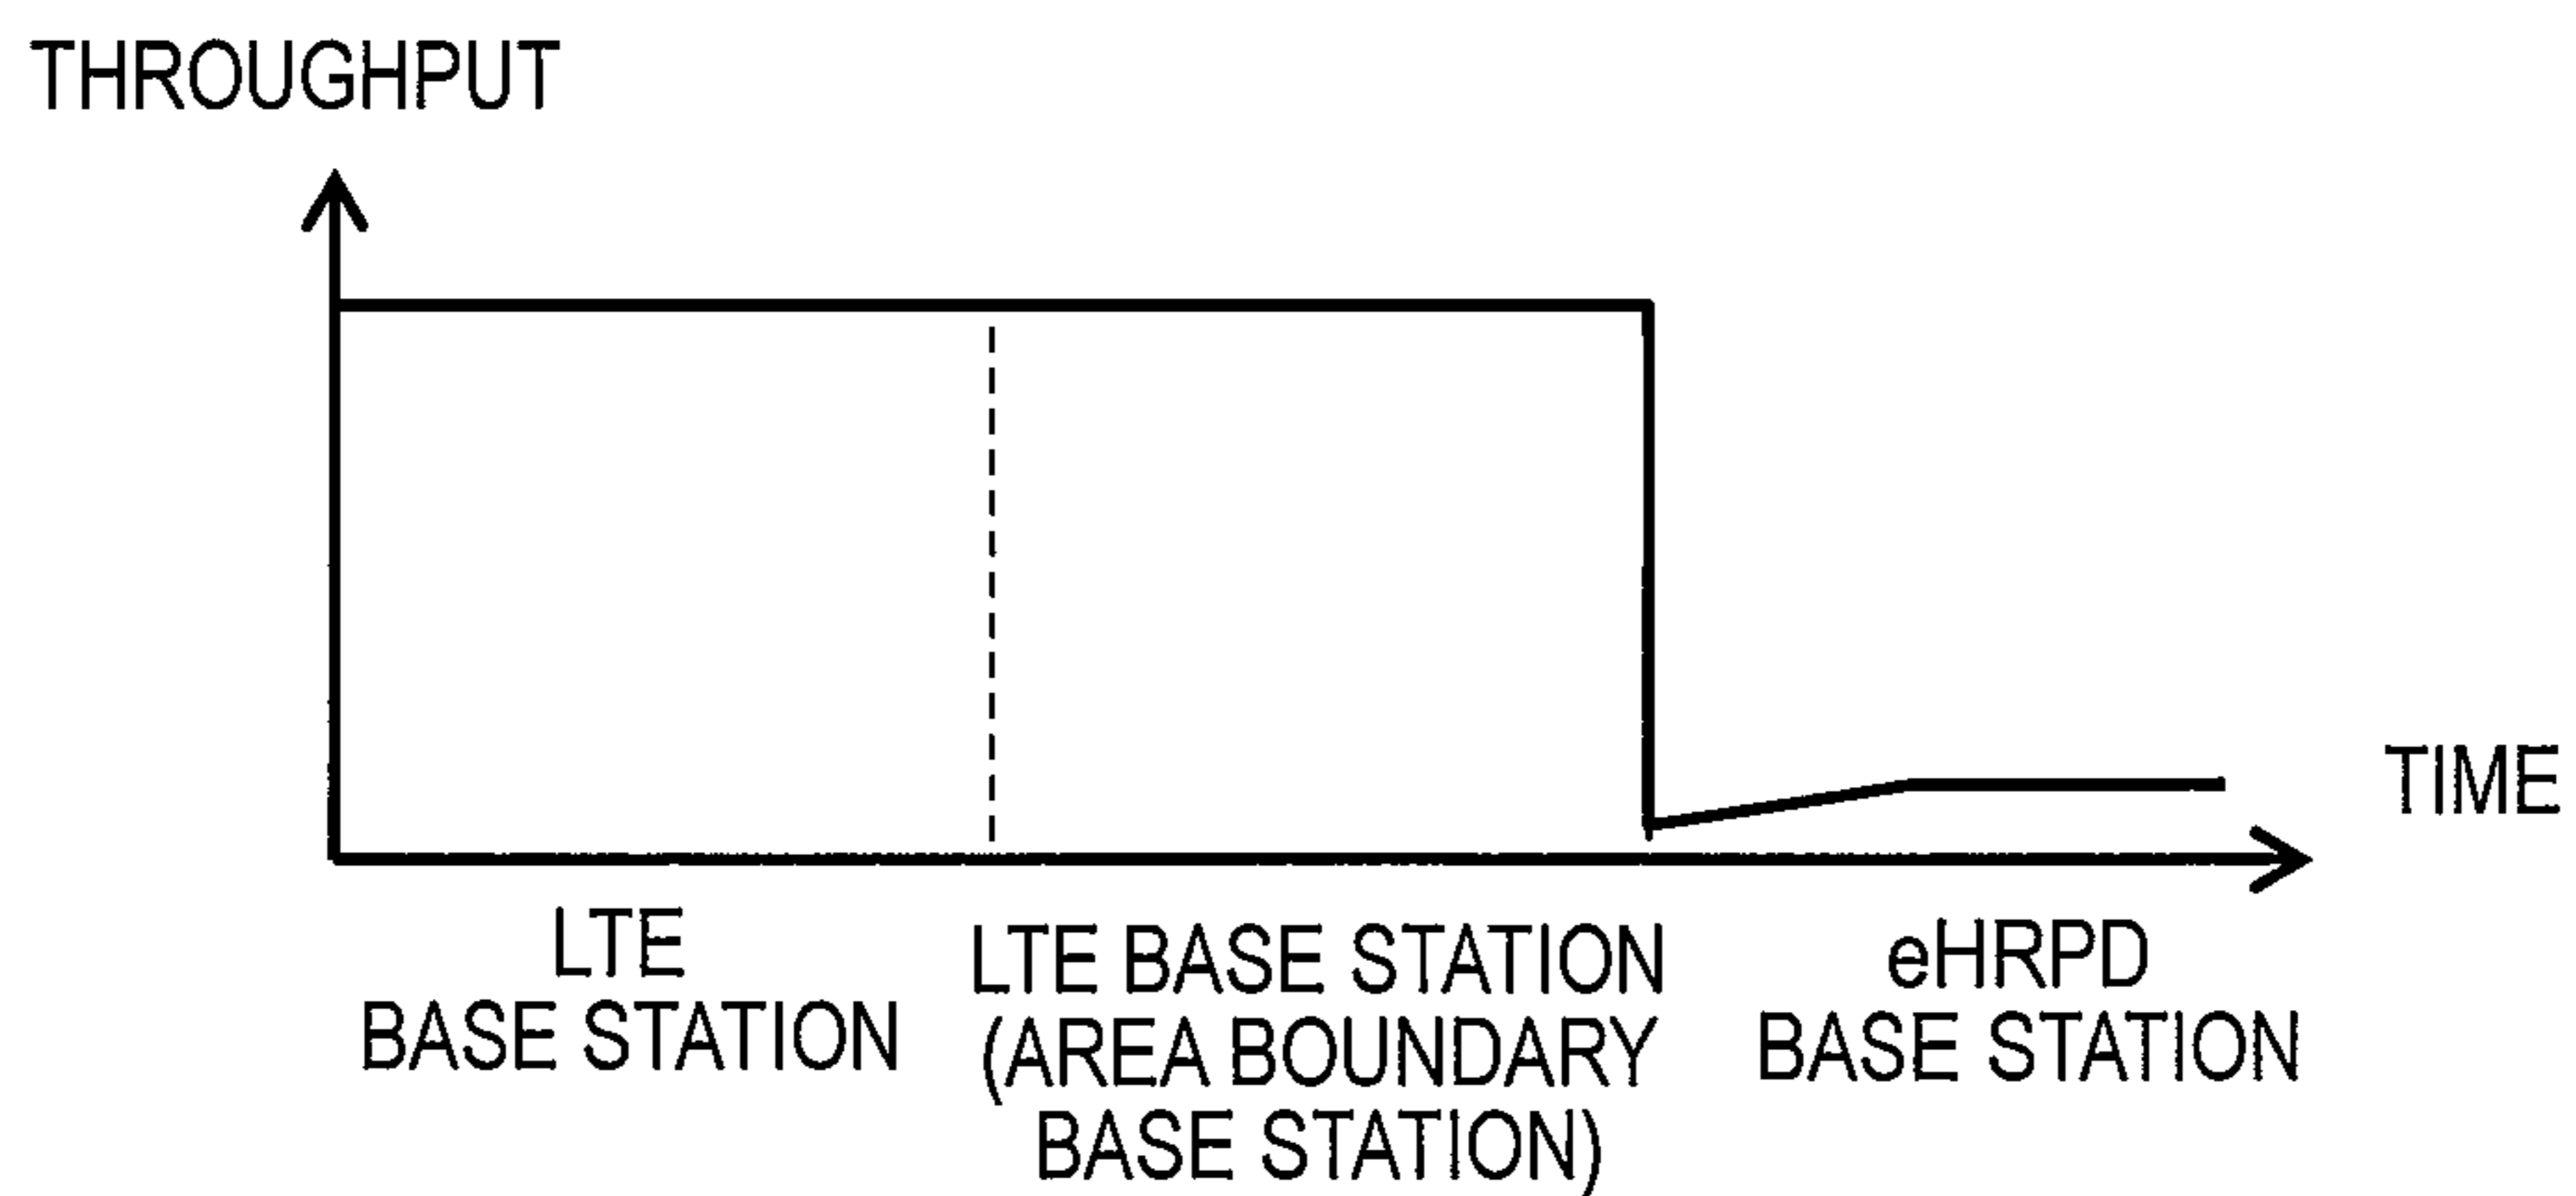 THROUGHPUT
TIME
LTE
BASE STATION
LTE BASE STATION
(AREA BOUNDARY
BASE STATION)
eHRPD
BASE STATION